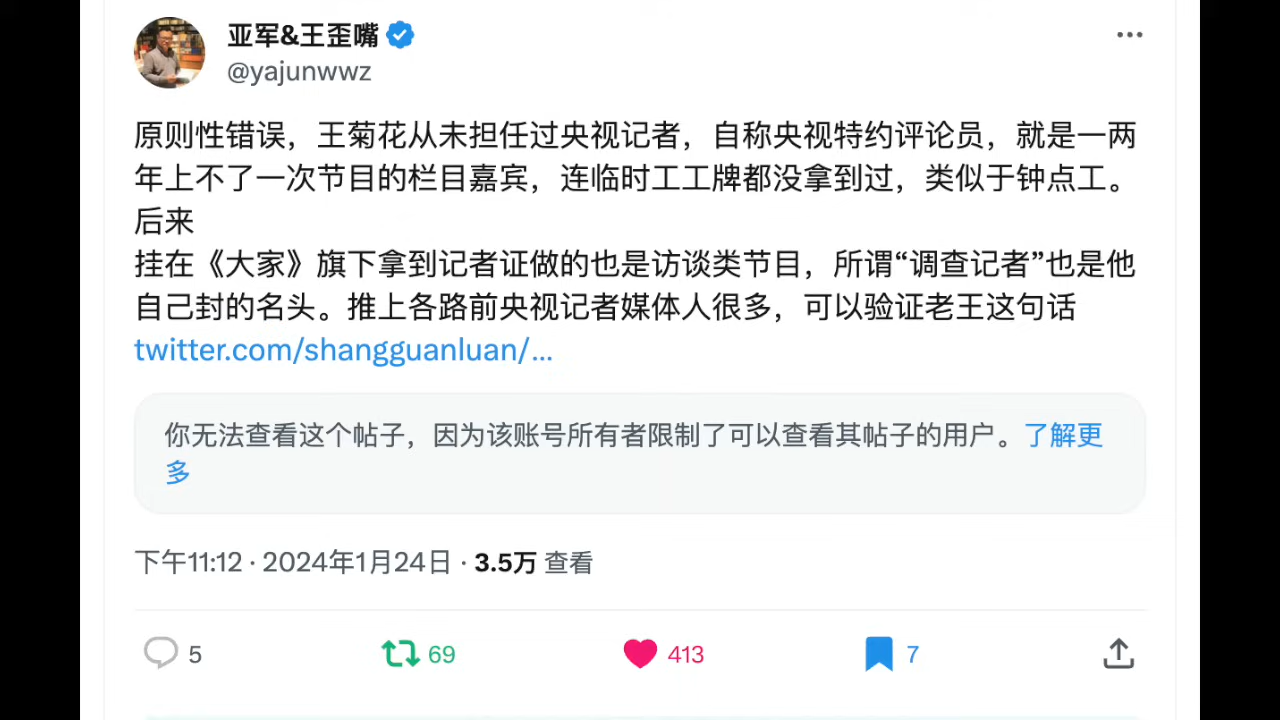 亚军&王歪嘴
@yajunwwz
原则性错误，王菊花从未担任过央视记者，自称央视特约评论员，就是一两
年上不了一次节目的栏目嘉宾，连临时工工牌都没拿到过，类似于钟点工。
后来
挂在《大家》旗下拿到记者证做的也是访谈类节目，所谓“调查记者”也是他
自己封的名头。推上各路前央视记者媒体人很多，可以验证老王这句话
twitter.com/shangguanluan/...
你无法查看这个帖子，因为该账号所有者限制了可以查看其帖子的用户。了解更
多
下午11:12 · 2024年1月24日 · 3.5万 查看
5 69 413 7